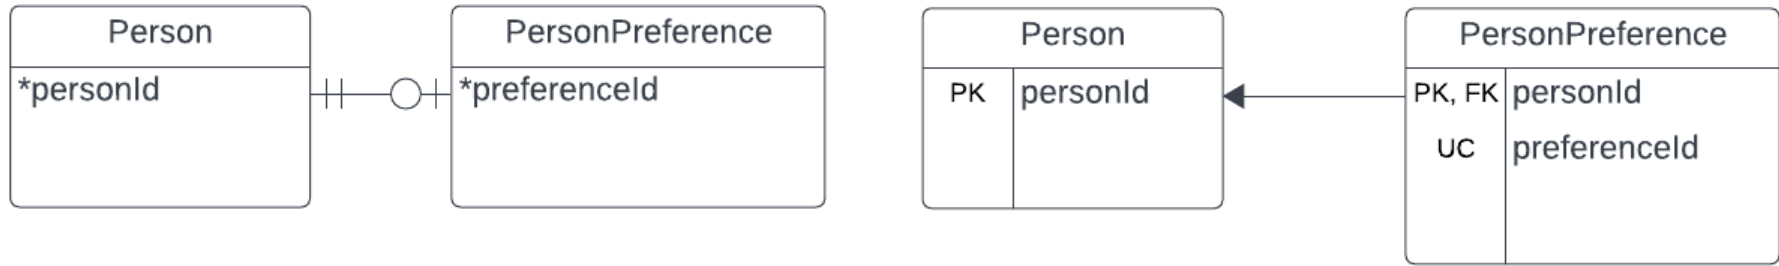 Person
*personId
PersonPreference
*preferenceId
Person
PK personId
PersonPreference
PK, FK personId
UC preferenceId